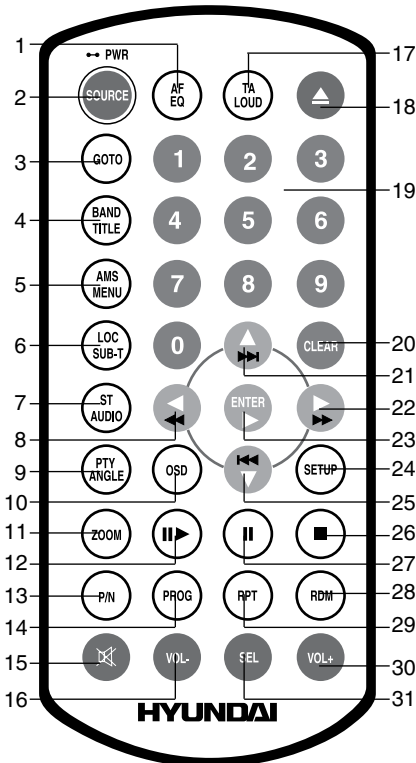 1 17
PWR
2 SOURCE AF EQ TA LOUD 18
3 GOTO 1 2 3 19
4 BAND TITLE 4 5 6
5 AMS MENU 7 8 9
6 LOC SUB-T 0 CLEAR 20
21
7 ST AUDIO ENTER 22
8 23
9 PTY ANGLE OSD SETUP 24
10 25
11 ZOOM 26
12 27
13 P/N PROG RPT RDM 28
14 29
15 VOL- SEL VOL+ 30
16 31
HYUNDAI